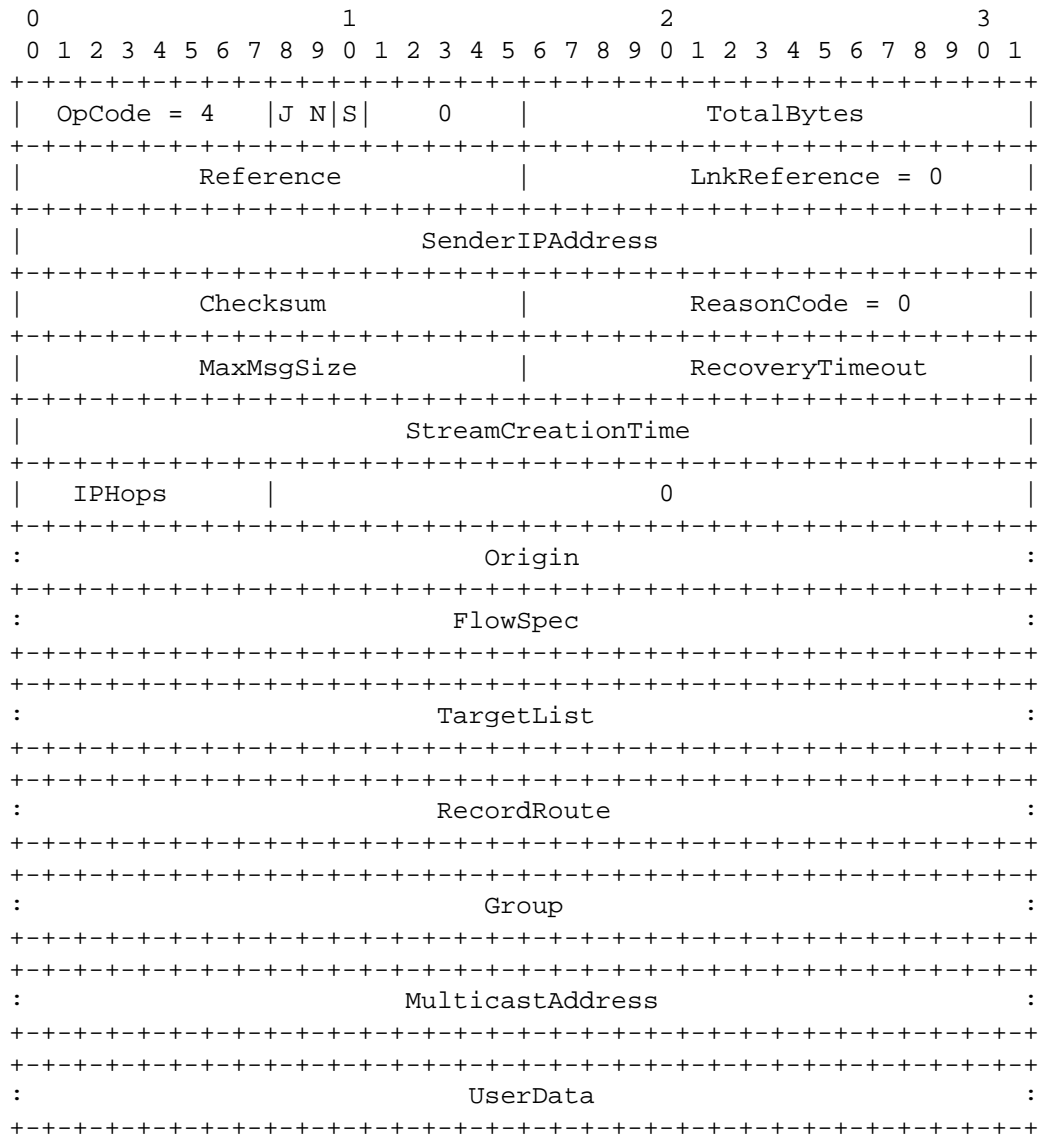 0                   1                   2                   3
 0 1 2 3 4 5 6 7 8 9 0 1 2 3 4 5 6 7 8 9 0 1 2 3 4 5 6 7 8 9 0 1
+-+-+-+-+-+-+-+-+-+-+-+-+-+-+-+-+-+-+-+-+-+-+-+-+-+-+-+-+-+-+-+-+
|  OpCode = 4   |J N|S|    0    |           TotalBytes          |
+-+-+-+-+-+-+-+-+-+-+-+-+-+-+-+-+-+-+-+-+-+-+-+-+-+-+-+-+-+-+-+-+
|           Reference           |          LnkReference = 0     |
+-+-+-+-+-+-+-+-+-+-+-+-+-+-+-+-+-+-+-+-+-+-+-+-+-+-+-+-+-+-+-+-+
|                         SenderIPAddress                       |
+-+-+-+-+-+-+-+-+-+-+-+-+-+-+-+-+-+-+-+-+-+-+-+-+-+-+-+-+-+-+-+-+
|           Checksum            |          ReasonCode = 0       |
+-+-+-+-+-+-+-+-+-+-+-+-+-+-+-+-+-+-+-+-+-+-+-+-+-+-+-+-+-+-+-+-+
|           MaxMsgSize          |          RecoveryTimeout      |
+-+-+-+-+-+-+-+-+-+-+-+-+-+-+-+-+-+-+-+-+-+-+-+-+-+-+-+-+-+-+-+-+
|                        StreamCreationTime                     |
+-+-+-+-+-+-+-+-+-+-+-+-+-+-+-+-+-+-+-+-+-+-+-+-+-+-+-+-+-+-+-+-+
|   IPHops      |                        0                      |
+-+-+-+-+-+-+-+-+-+-+-+-+-+-+-+-+-+-+-+-+-+-+-+-+-+-+-+-+-+-+-+-+
:                             Origin                            :
+-+-+-+-+-+-+-+-+-+-+-+-+-+-+-+-+-+-+-+-+-+-+-+-+-+-+-+-+-+-+-+-+
:                           FlowSpec                            :
+-+-+-+-+-+-+-+-+-+-+-+-+-+-+-+-+-+-+-+-+-+-+-+-+-+-+-+-+-+-+-+-+
+-+-+-+-+-+-+-+-+-+-+-+-+-+-+-+-+-+-+-+-+-+-+-+-+-+-+-+-+-+-+-+-+
:                          TargetList                           :
+-+-+-+-+-+-+-+-+-+-+-+-+-+-+-+-+-+-+-+-+-+-+-+-+-+-+-+-+-+-+-+-+
+-+-+-+-+-+-+-+-+-+-+-+-+-+-+-+-+-+-+-+-+-+-+-+-+-+-+-+-+-+-+-+-+
:                          RecordRoute                          :
+-+-+-+-+-+-+-+-+-+-+-+-+-+-+-+-+-+-+-+-+-+-+-+-+-+-+-+-+-+-+-+-+
+-+-+-+-+-+-+-+-+-+-+-+-+-+-+-+-+-+-+-+-+-+-+-+-+-+-+-+-+-+-+-+-+
:                             Group                             :
+-+-+-+-+-+-+-+-+-+-+-+-+-+-+-+-+-+-+-+-+-+-+-+-+-+-+-+-+-+-+-+-+
+-+-+-+-+-+-+-+-+-+-+-+-+-+-+-+-+-+-+-+-+-+-+-+-+-+-+-+-+-+-+-+-+
:                        MulticastAddress                       :
+-+-+-+-+-+-+-+-+-+-+-+-+-+-+-+-+-+-+-+-+-+-+-+-+-+-+-+-+-+-+-+-+
+-+-+-+-+-+-+-+-+-+-+-+-+-+-+-+-+-+-+-+-+-+-+-+-+-+-+-+-+-+-+-+-+
:                            UserData                           :
+-+-+-+-+-+-+-+-+-+-+-+-+-+-+-+-+-+-+-+-+-+-+-+-+-+-+-+-+-+-+-+-+